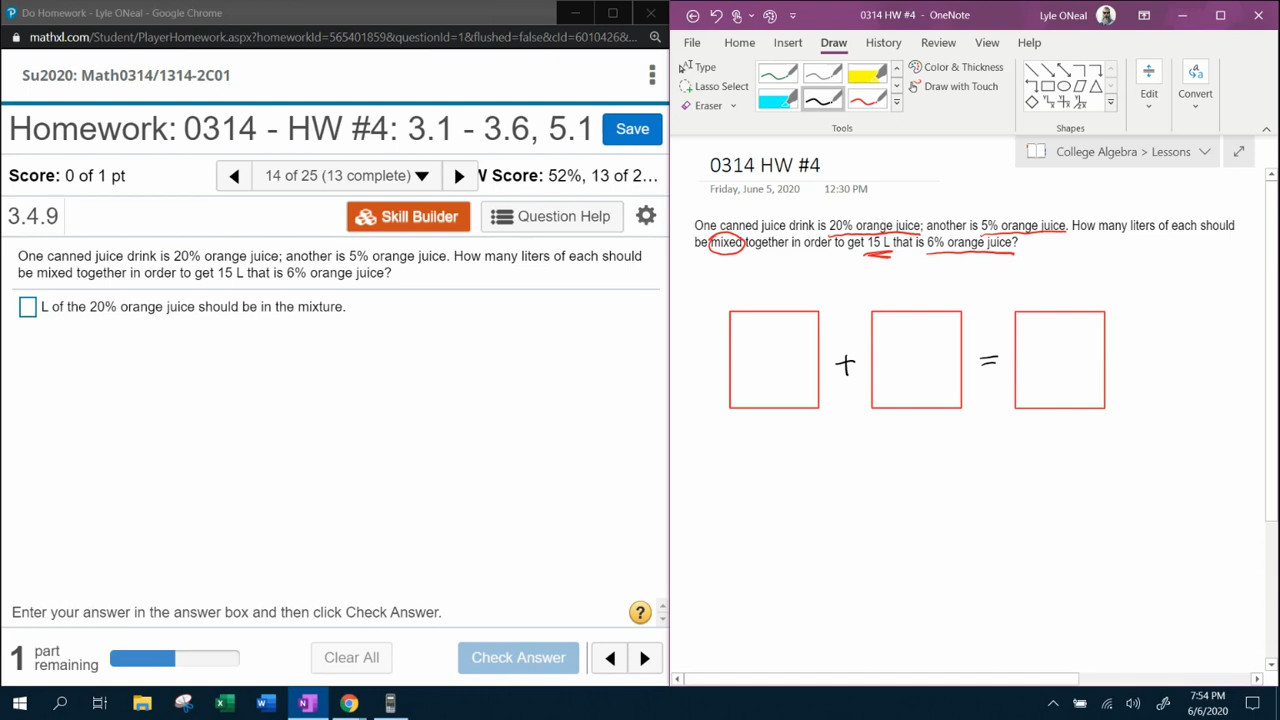 Do Homework - Lyle ONeal - Google Chrome
mathxl.com/Student/PlayerHomework.aspx?homeworkId=565401859&questionId=1&flushed=false&cId=6010426&...
Su2020: Math0314/1314-2C01
Homework: 0314 - HW #4: 3.1 - 3.6, 5.1
Save
Score: 0 of 1 pt
14 of 25 (13 complete)
W Score: 52%, 13 of 2...
3.4.9
Skill Builder
Question Help
One canned juice drink is 20% orange juice; another is 5% orange juice. How many liters of each should
be mixed together in order to get 15 L that is 6% orange juice?
L of the 20% orange juice should be in the mixture.
Enter your answer in the answer box and then click Check Answer.
?
1 part
remaining
Clear All
Check Answer
0314 HW #4 - OneNote
Lyle ONeal
File Home Insert Draw History Review View Help
Type
Lasso Select
Eraser
Color & Thickness
Draw with Touch
Edit
Convert
Tools
Shapes
College Algebra > Lessons
0314 HW #4
Friday, June 5, 2020 12:30 PM
One canned juice drink is 20% orange juice; another is 5% orange juice. How many liters of each should
be mixed together in order to get 15 L that is 6% orange juice?
+ =
7:54 PM
6/6/2020